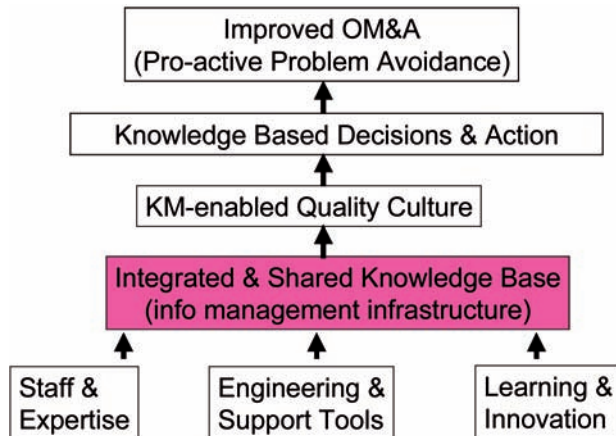 Improved OM&A
(Pro-active Problem Avoidance)
Knowledge Based Decisions & Action
KM-enabled Quality Culture
Integrated & Shared Knowledge Base
(info management infrastructure)
Staff &
Expertise
Engineering &
Support Tools
Learning &
Innovation